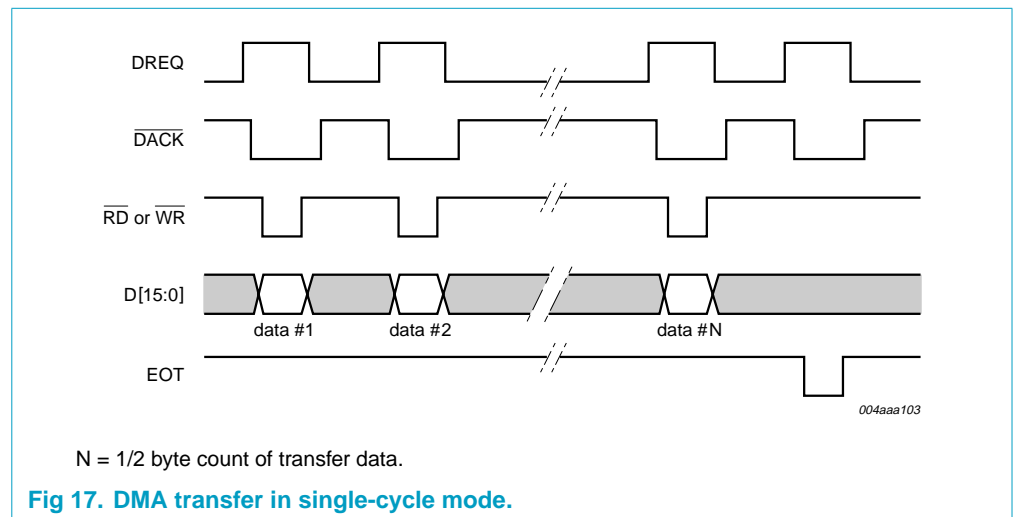 DREQ
DACK
RD or WR
D[15:0]
data #1 data #2 data #N
EOT
004aaa103
N = 1/2 byte count of transfer data.
Fig 17. DMA transfer in single-cycle mode.